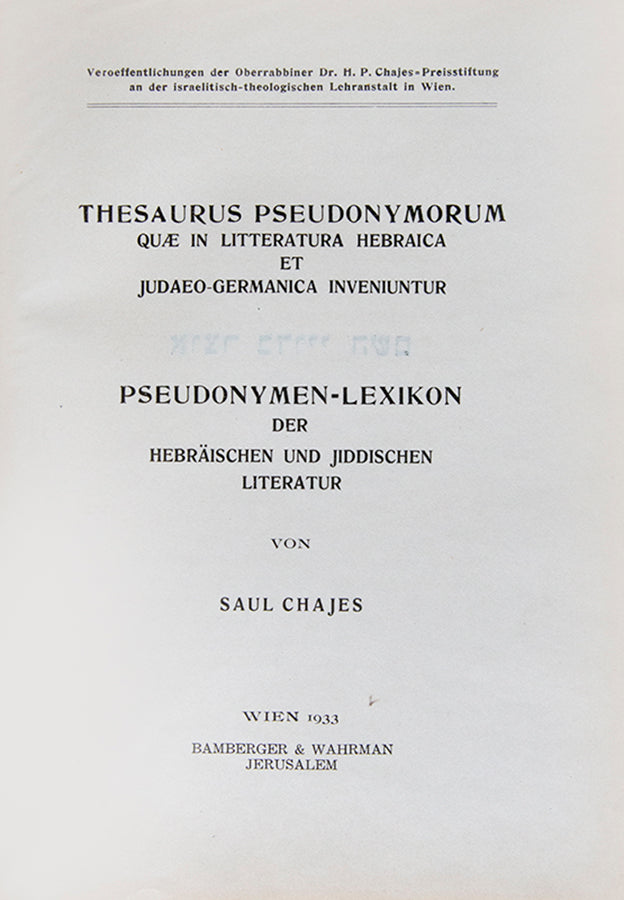 Veroeffentlichungen der Oberrabbiner Dr. H. P. Chajes-Preisstiftung
an der israelitisch-theologischen Lehranstalt in Wien.
THESAURUS PSEUDONYMORUM
QUÆ IN LITTERATURA HEBRAICA
ET
JUDAEO-GERMANICA INVENIUNTUR
PSEUDONYMEN-LEXIKON
DER
HEBRÄISCHEN UND JIDDISCHEN
LITERATUR
VON
SAUL CHAJES
WIEN 1933
BAMBERGER & WAHRMAN
JERUSALEM